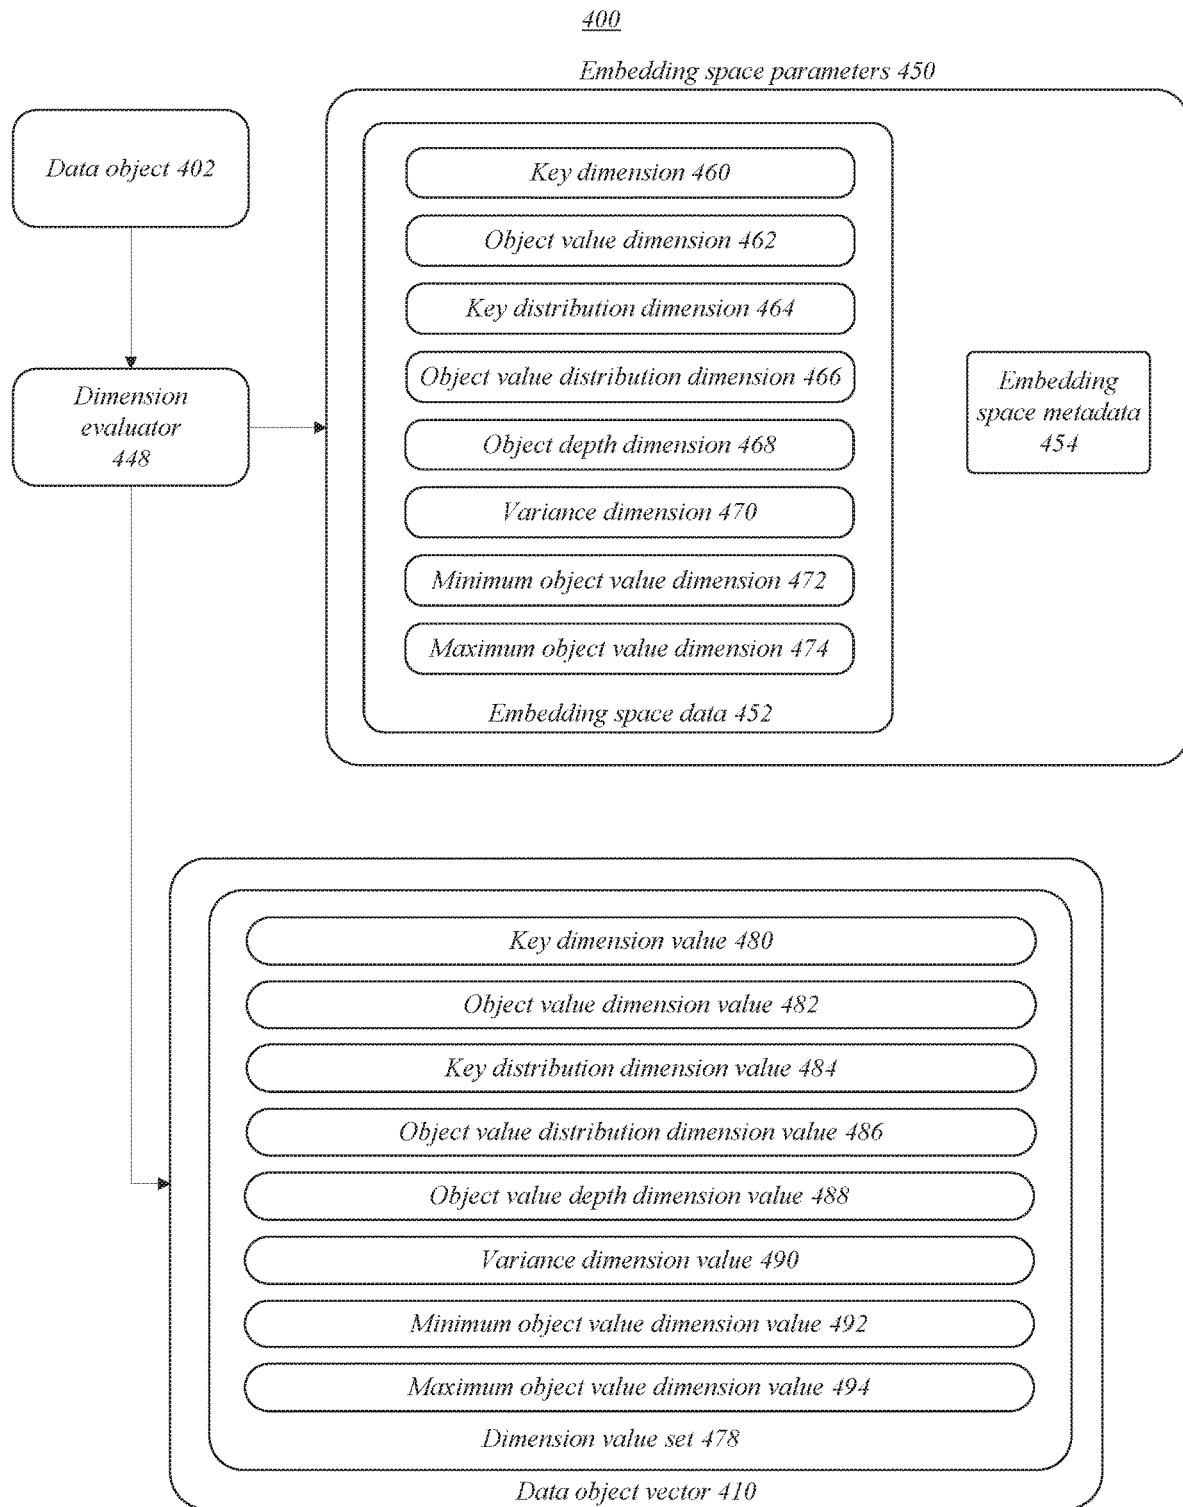 400
Embedding space parameters 450
Data object 402
Key dimension 460
Object value dimension 462
Key distribution dimension 464
Object value distribution dimension 466
Object depth dimension 468
Variance dimension 470
Minimum object value dimension 472
Maximum object value dimension 474
Embedding space data 452
Embedding
space metadata
454
Dimension
evaluator
448
Key dimension value 480
Object value dimension value 482
Key distribution dimension value 484
Object value distribution dimension value 486
Object value depth dimension value 488
Variance dimension value 490
Minimum object value dimension value 492
Maximum object value dimension value 494
Dimension value set 478
Data object vector 410